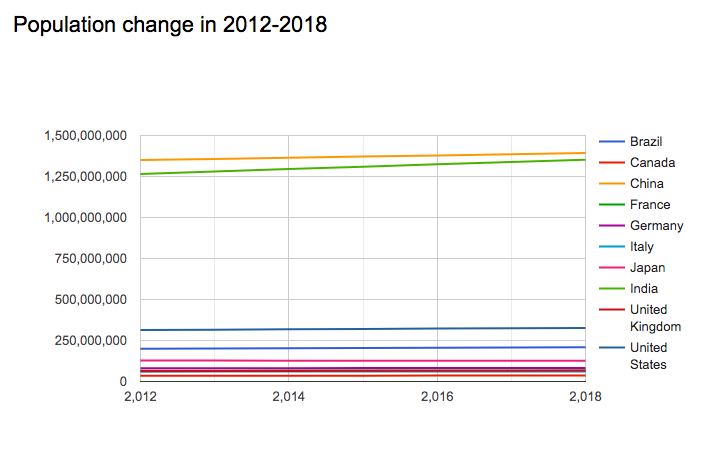 Population change in 2012-2018
1,500,000,000
1,250,000,000
1,000,000,000
750,000,000
500,000,000
250,000,000
0
2,012
2,014
2,016
2,018
Brazil
Canada
China
France
Germany
Italy
Japan
India
United
Kingdom
United
States